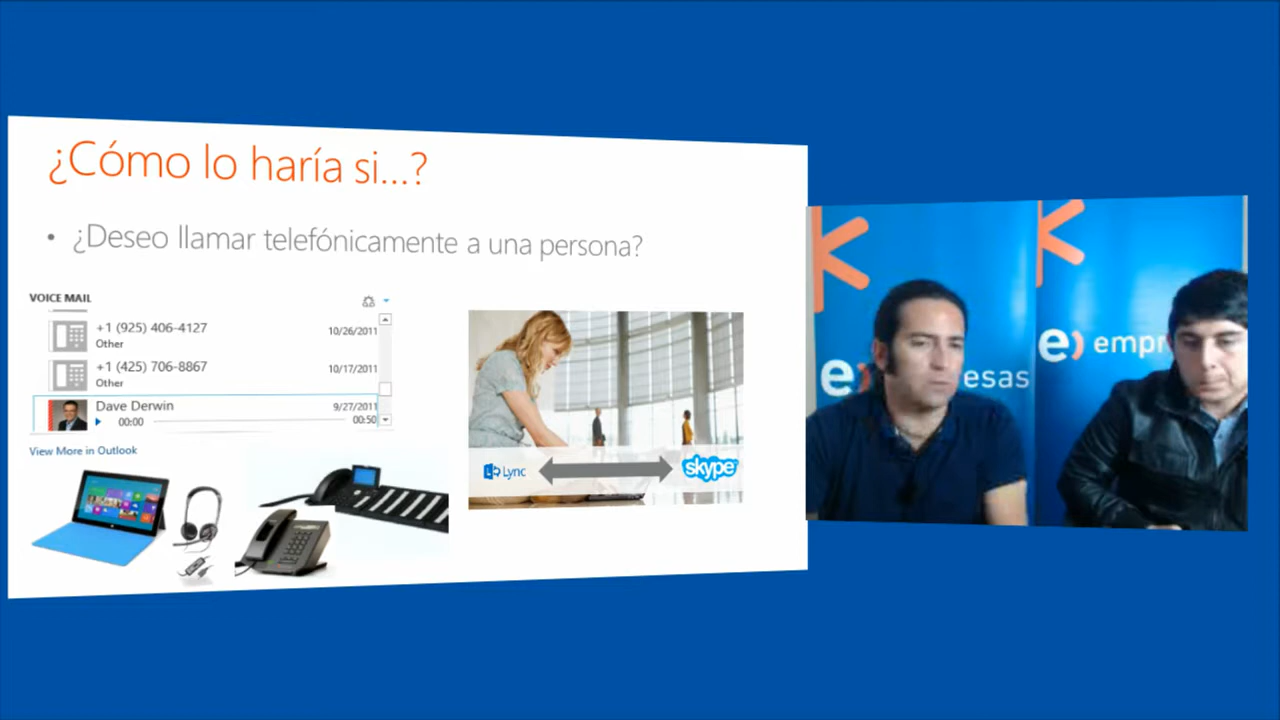 ¿Cómo lo haría si...?
• ¿Deseo llamar telefónicamente a una persona?
VOICE MAIL
+1 (925) 406-4127
Other
10/26/2011
+1 (425) 706-8867
Other
10/17/2011
Dave Derwin
9/27/2011
00:00
00:50
View More in Outlook
Lync
skype
e) esas
e) empr